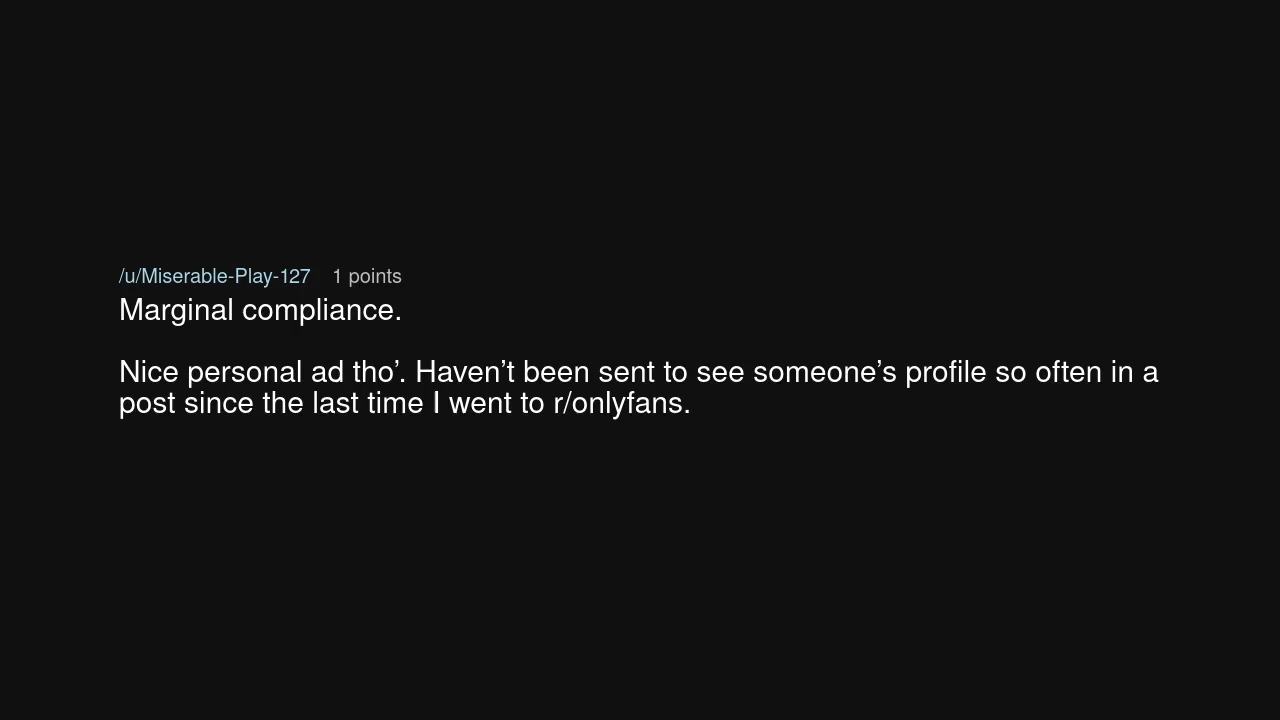 /u/Miserable-Play-127 1 points
Marginal compliance.
Nice personal ad tho’. Haven’t been sent to see someone’s profile so often in a
post since the last time I went to r/onlyfans.